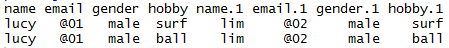 name email gender hobby name.1 email.1 gender.1 hobby.1
lucy @01 male surf lim @02 male surf
lucy @01 male ball lim @02 male ball